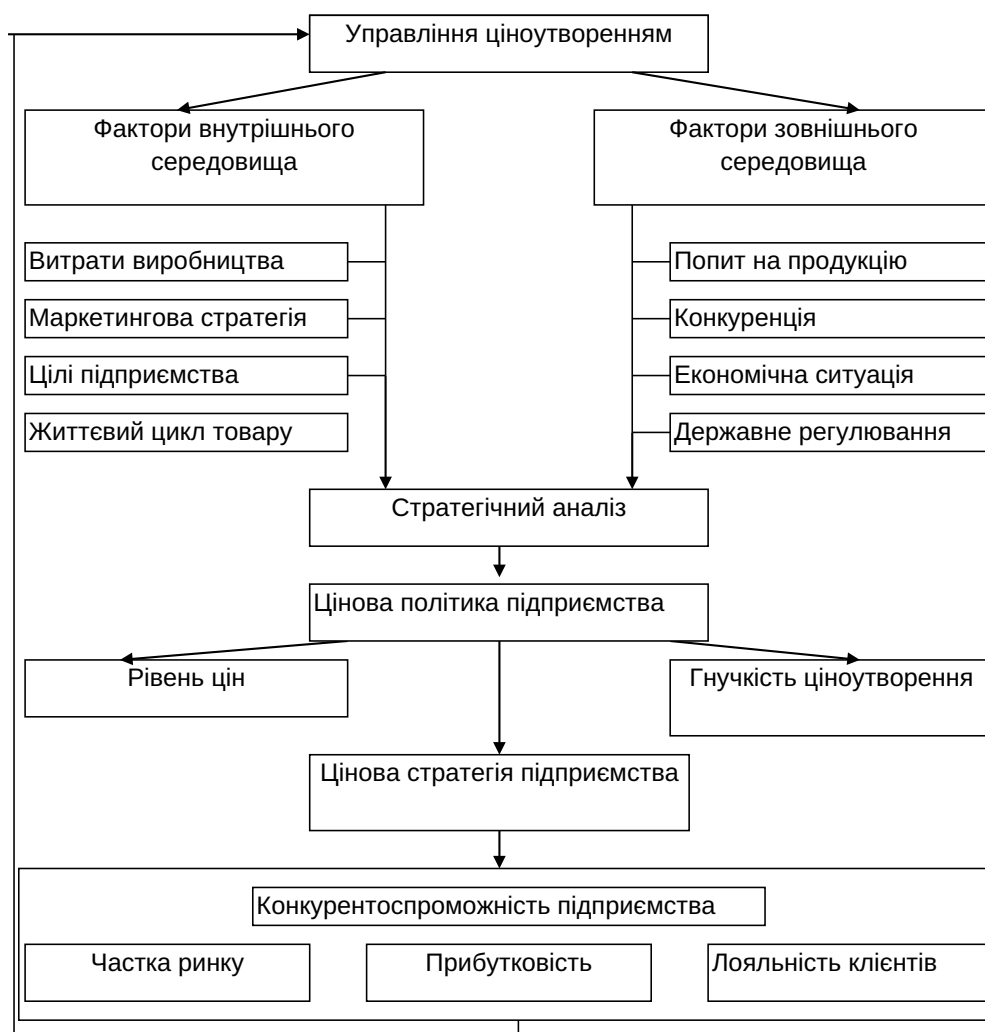 Управління ціноутворенням
Фактори внутрішнього
середовища
Фактори зовнішнього
середовища
Витрати виробництва
Попит на продукцію
Маркетингова стратегія
Конкуренція
Цілі підприємства
Економічна ситуація
Життєвий цикл товару
Державне регулювання
Стратегічний аналіз
Цінова політика підприємства
Рівень цін
Гнучкість ціноутворення
Цінова стратегія підприємства
Конкурентоспроможність підприємства
Частка ринку
Прибутковість
Лояльність клієнтів